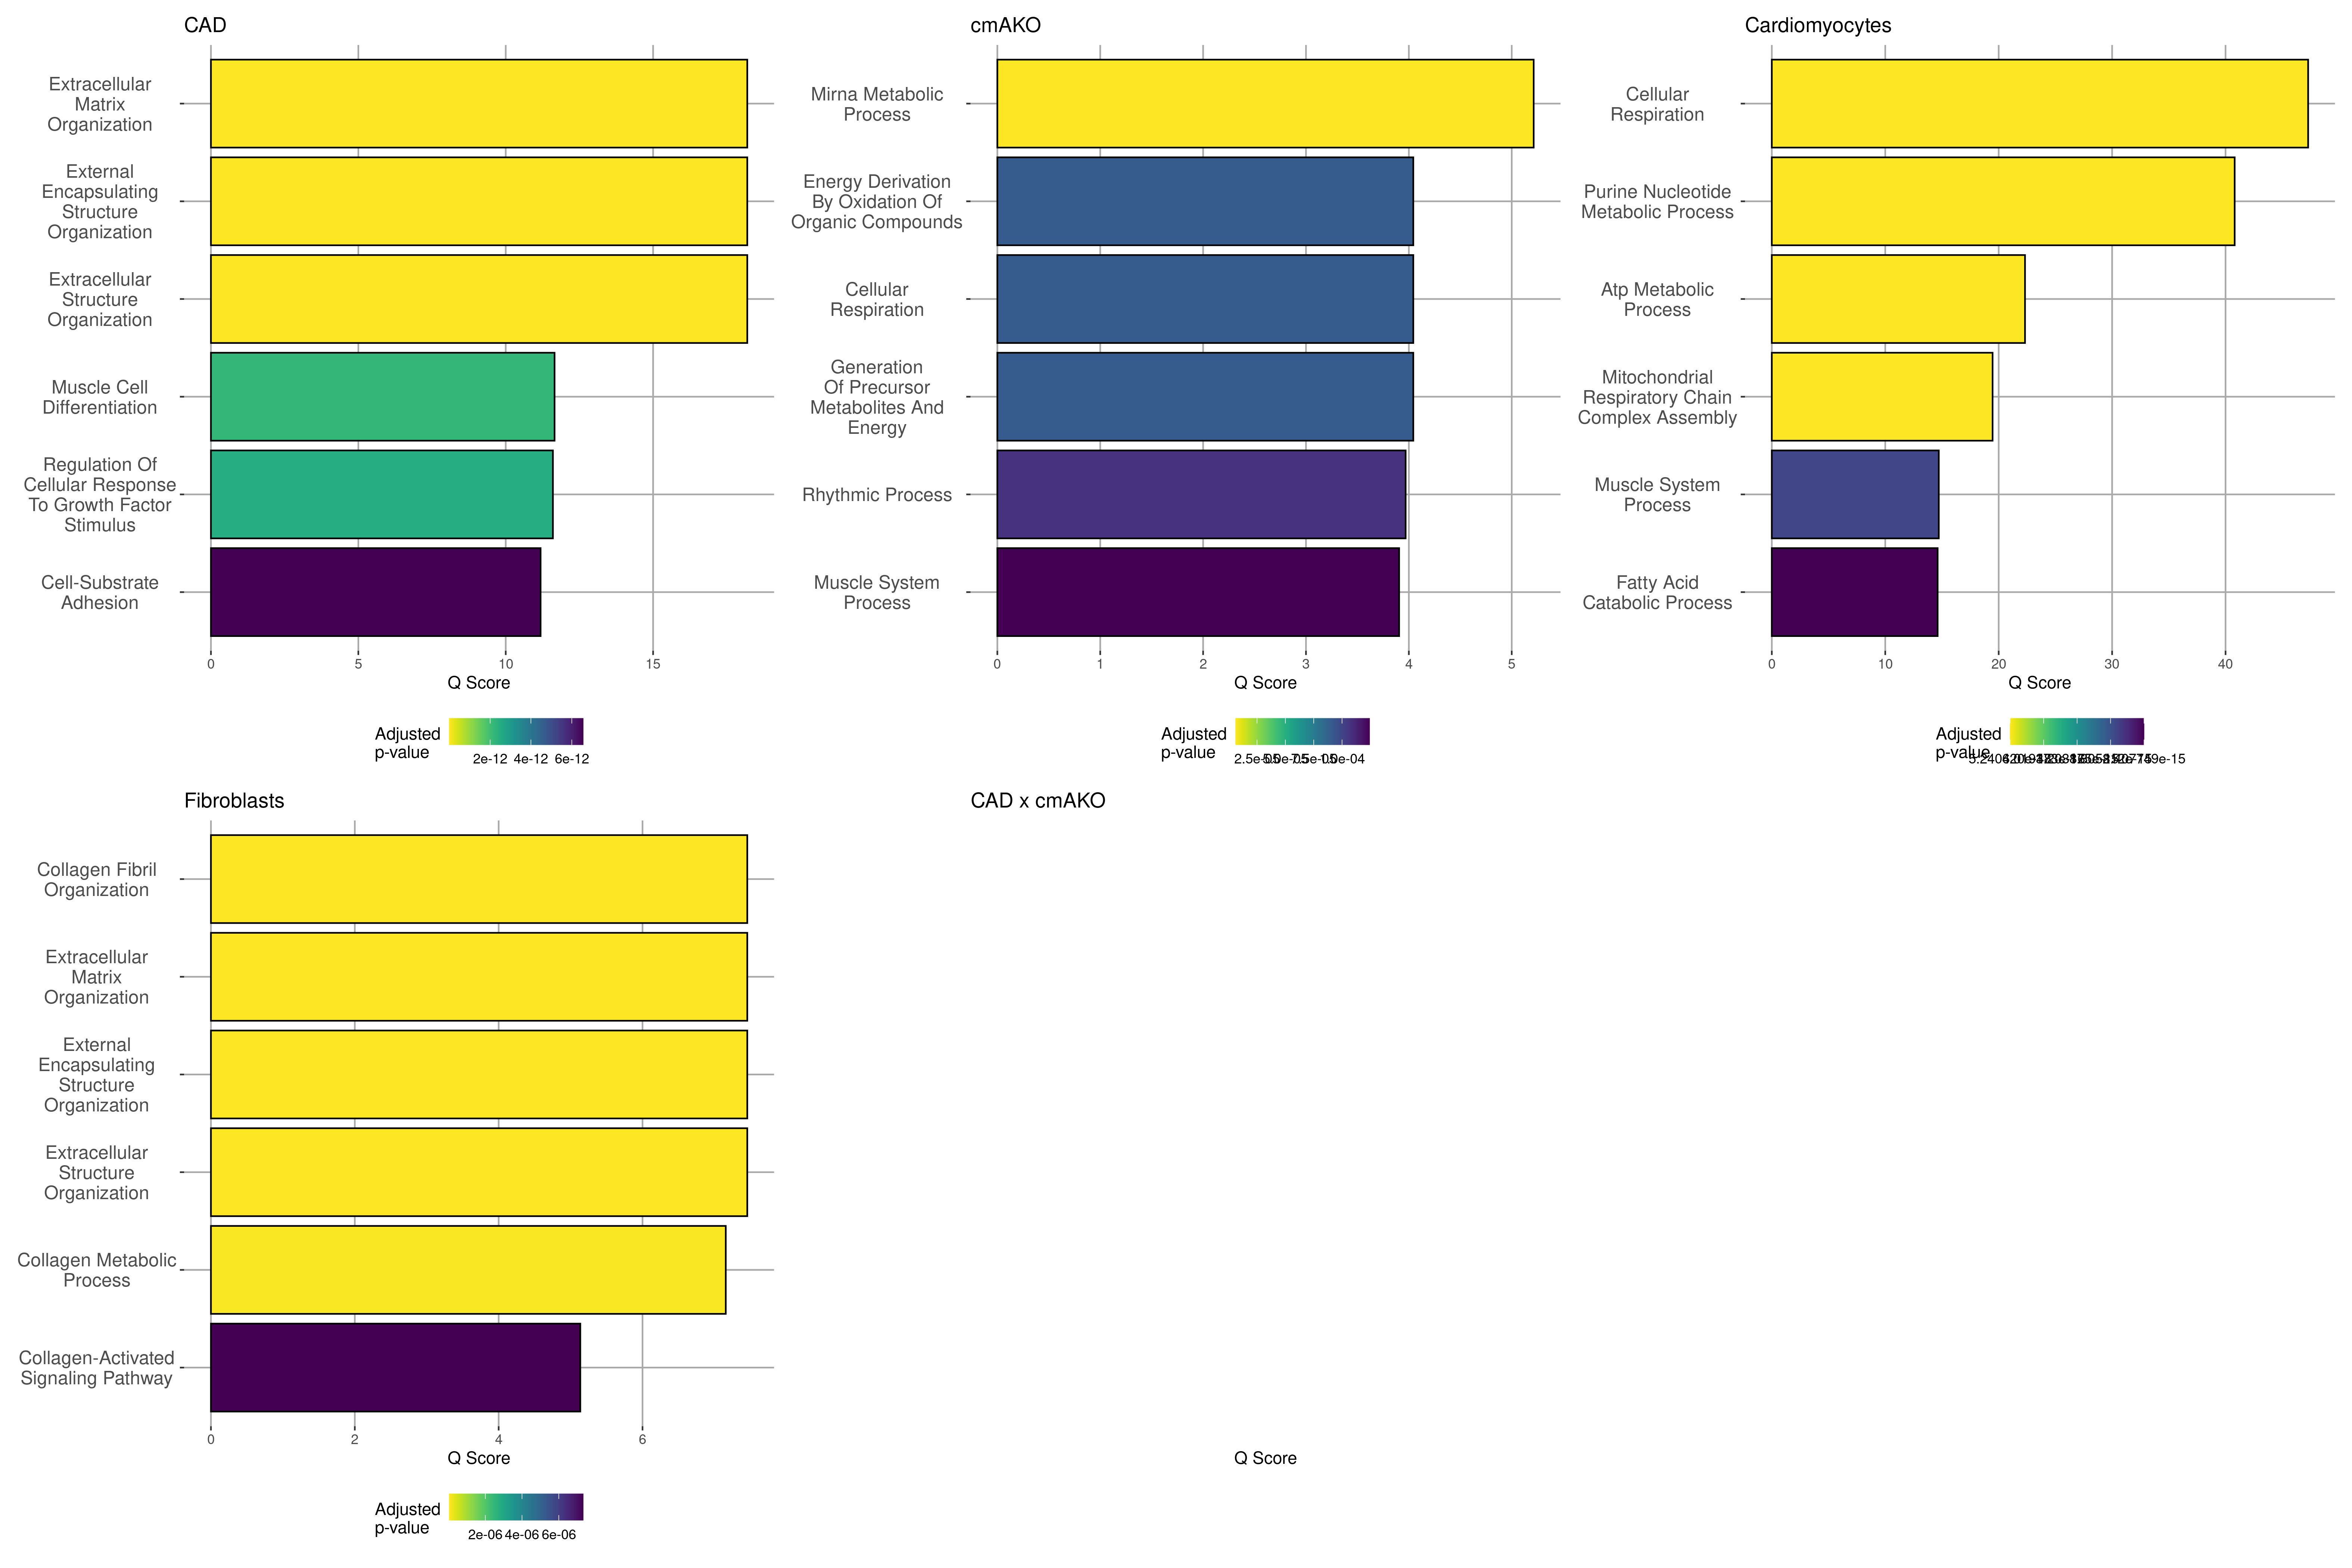 CAD
Extracellular
Matrix
Organization
External
Encapsulating
Structure
Organization
Extracellular
Structure
Organization
Muscle Cell
Differentiation
Regulation Of
Cellular Response
To Growth Factor
Stimulus
Cell-Substrate
Adhesion
0 5 10 15
Q Score
Adjusted
p-value
2e-12 4e-12 6e-12
cmAKO
Mirna Metabolic
Process
Energy Derivation
By Oxidation Of
Organic Compounds
Cellular
Respiration
Generation
Of Precursor
Metabolites And
Energy
Rhythmic Process
Muscle System
Process
0 1 2 3 4 5
Q Score
Adjusted
p-value
Cardiomyocytes
Cellular
Respiration
Purine Nucleotide
Metabolic Process
Atp Metabolic
Process
Mitochondrial
Respiratory Chain
Complex Assembly
Muscle System
Process
Fatty Acid
Catabolic Process
0 10 20 30 40
Q Score
Adjusted
p-value
Fibroblasts
Collagen Fibril
Organization
Extracellular
Matrix
Organization
External
Encapsulating
Structure
Organization
Extracellular
Structure
Organization
Collagen Metabolic
Process
Collagen-Activated
Signaling Pathway
0 2 4 6
Q Score
Adjusted
p-value
2e-06 4e-06 6e-06
CAD x cmAKO
Q Score